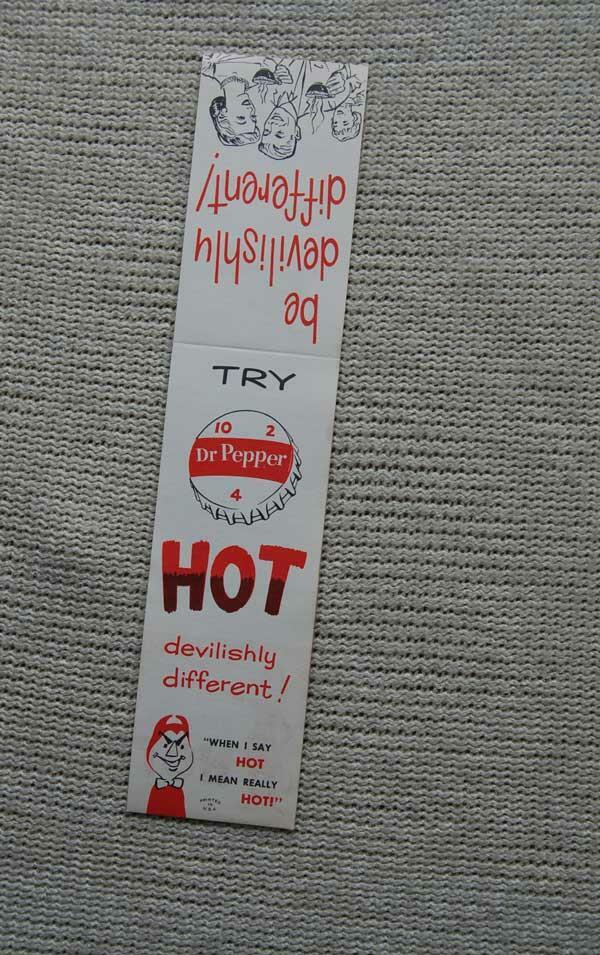 be
devilishly
different!
TRY
10 2
Dr Pepper
4
HOT
devilishly
different!
"WHEN I SAY
HOT
I MEAN REALLY
HOT!"
PRINTED
IN
U.S.A.